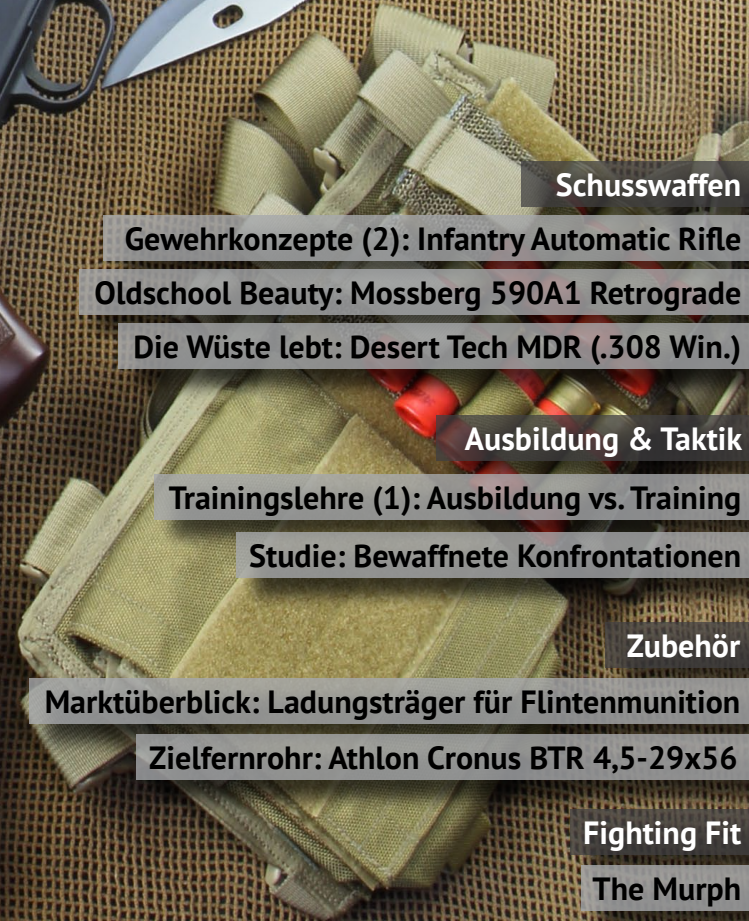 Schusswaffen
Gewehrkonzepte (2): Infantry Automatic Rifle
Oldschool Beauty: Mossberg 590A1 Retrograde
Die Wüste lebt: Desert Tech MDR (.308 Win.)
Ausbildung & Taktik
Trainingslehre (1): Ausbildung vs. Training
Studie: Bewaffnete Konfrontationen
Zubehör
Marktüberblick: Ladungsträger für Flintenmunition
Zielfernrohr: Athlon Cronus BTR 4,5-29x56
Fighting Fit
The Murph